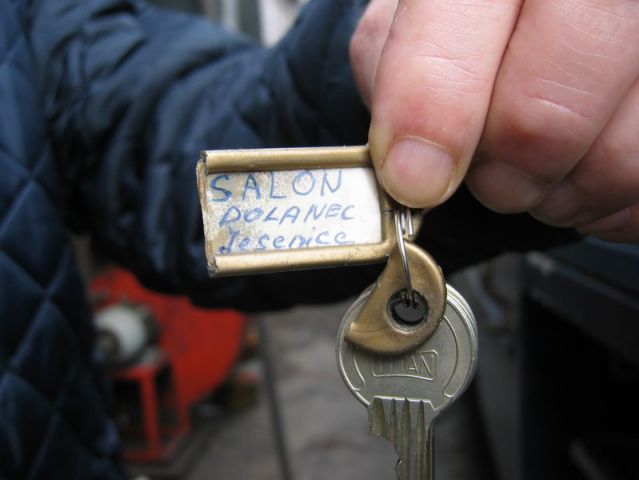 SALON
DOLANEC
Jesenice
TITAN